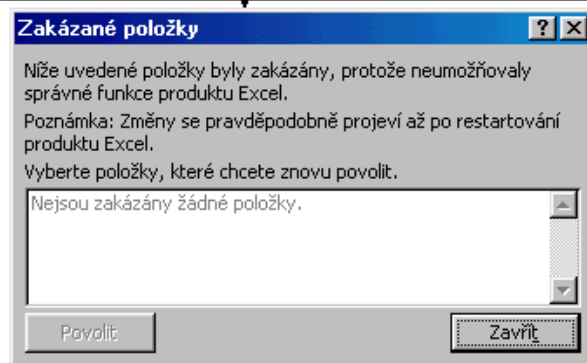 Zakázané položky
Níže uvedené položky byly zakázány, protože neumožňovaly
správné funkce produktu Excel.
Poznámka: Změny se pravděpodobně projeví až po restartování
produktu Excel.
Vyberte položky, které chcete znovu povolit.
Nejsou zakázány žádné položky.
Povolit
Zavřít